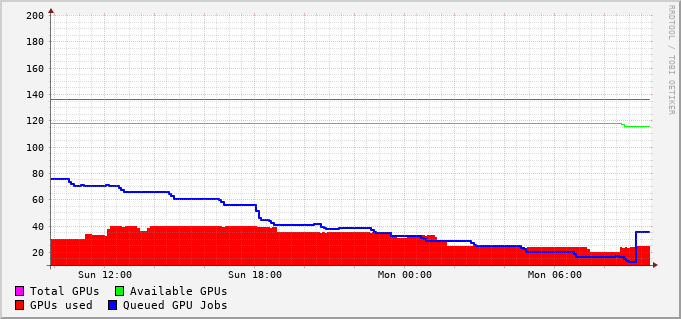 200
180
160
140
120
100
80
60
40
20
Sun 12:00 Sun 18:00 Mon 00:00 Mon 06:00
Total GPUs Available GPUs
GPUs used Queued GPU Jobs
RRDTOOL / TOBI OETIKER